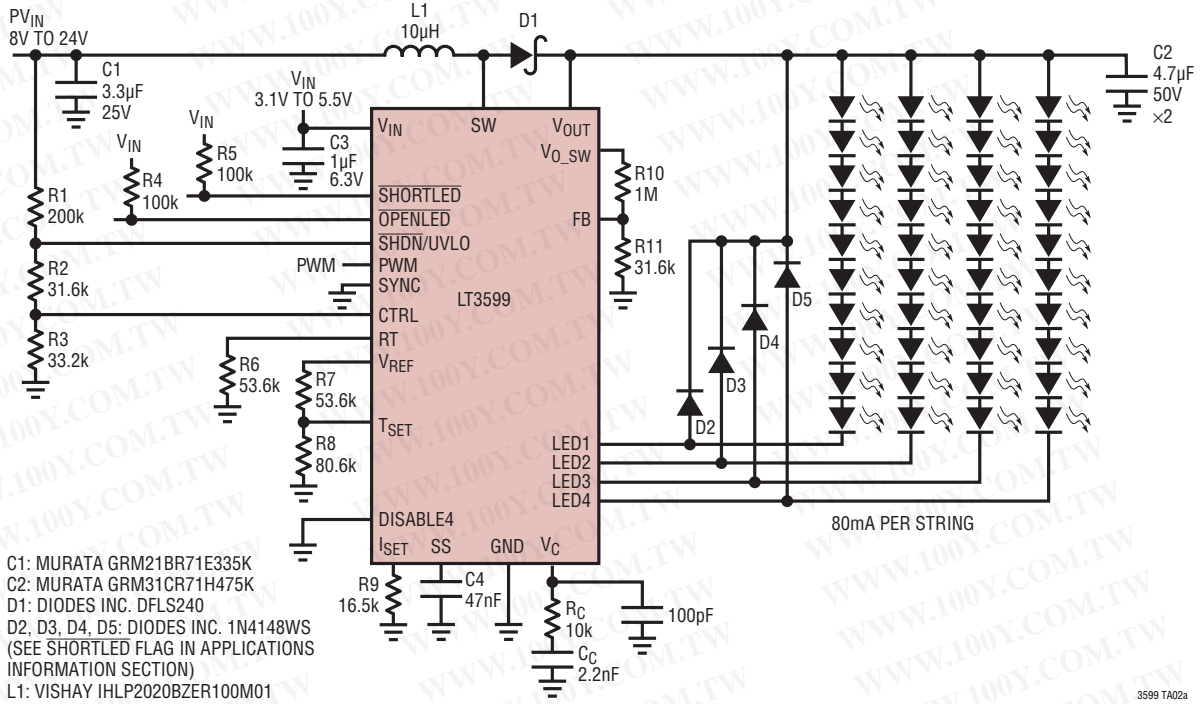 PVIN
8V TO 24V
C1
3.3µF
25V
L1
10µH
D1
C2
4.7µF
50V
×2
VIN
3.1V TO 5.5V
C3
1µF
6.3V
VIN
R5
100k
VIN
R4
100k
R1
200k
R2
31.6k
R3
33.2k
PWM
R6
53.6k
R7
53.6k
R8
80.6k
VIN
SW
VOUT
VO_SW
SHORTLED
OPENLED
FB
SHDN/UVLO
PWM
SYNC
LT3599
CTRL
RT
VREF
TSET
LED1
LED2
LED3
LED4
DISABLE4
ISET
SS
GND
VC
R10
1M
R11
31.6k
D5
D4
D3
D2
80mA PER STRING
R9
16.5k
C4
47nF
RC
10k
CC
2.2nF
100pF
C1: MURATA GRM21BR71E335K
C2: MURATA GRM31CR71H475K
D1: DIODES INC. DFLS240
D2, D3, D4, D5: DIODES INC. 1N4148WS
(SEE SHORTLED FLAG IN APPLICATIONS
INFORMATION SECTION)
L1: VISHAY IHLP2020BZER100M01
3599 TA02a
WWW.100Y.COM.TW